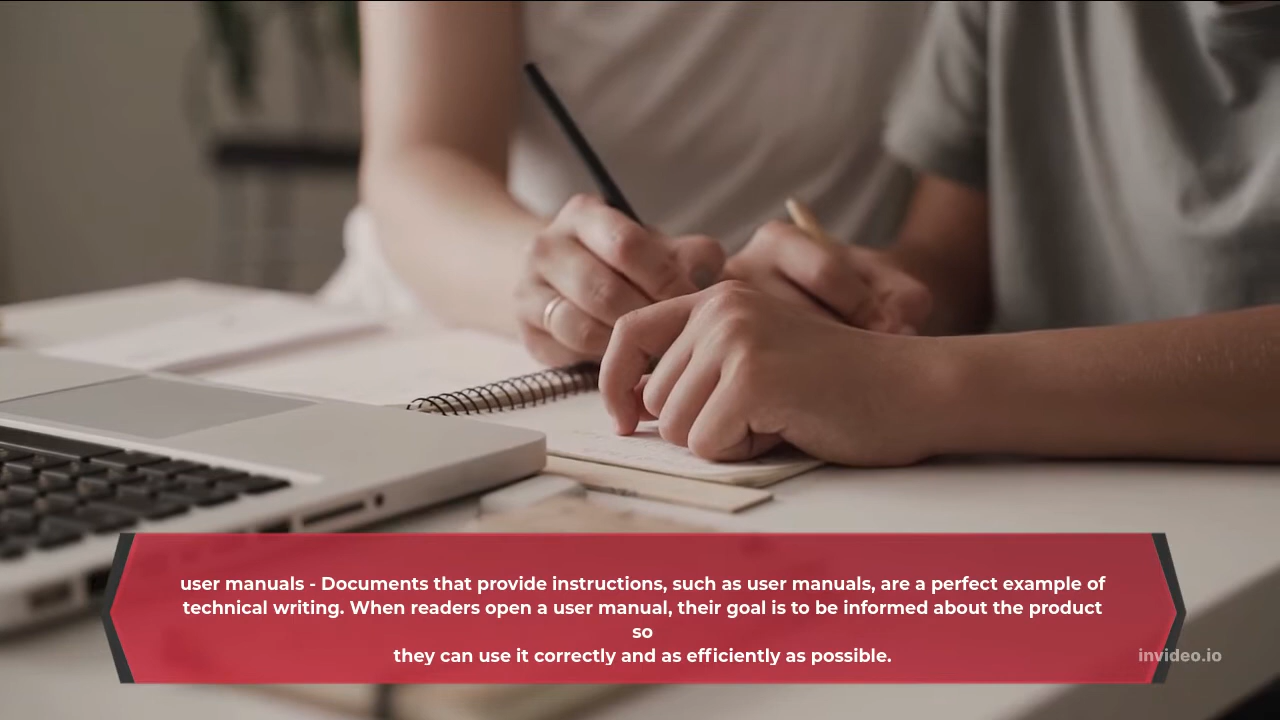 user manuals - Documents that provide instructions, such as user manuals, are a perfect example of
technical writing. When readers open a user manual, their goal is to be informed about the product
so
they can use it correctly and as efficiently as possible.
invideo.io